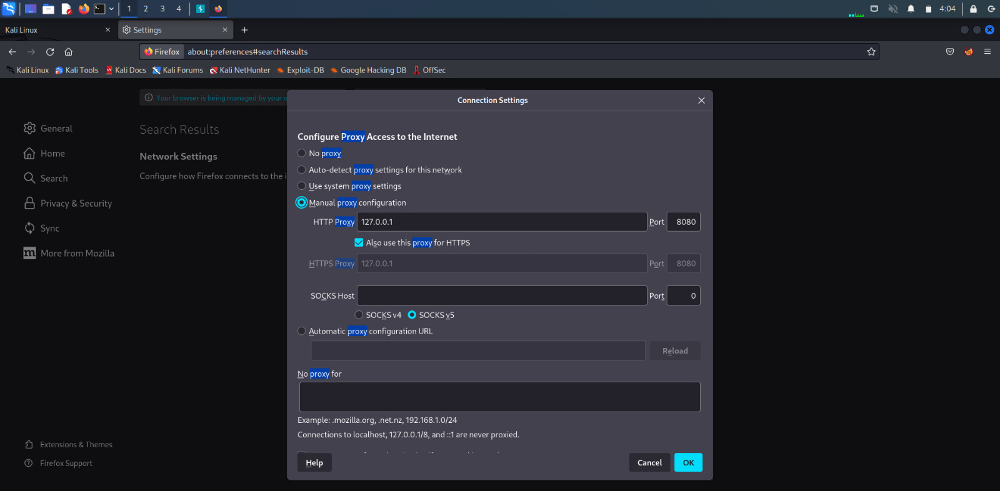 1 2 3 4 4:04
Kali Linux Settings
Firefox about:preferences#searchResults
Kali Linux Kali Tools Kali Docs Kali Forums Kali NetHunter Exploit-DB Google Hacking DB OffSec
Your browser is being managed by your o
Connection Settings
General
Home
Search
Privacy & Security
Sync
More from Mozilla
Extensions & Themes
Firefox Support
Search Results
Network Settings
Configure how Firefox connects to the i
Configure Proxy Access to the Internet
No proxy
Auto-detect proxy settings for this network
Use system proxy settings
Manual proxy configuration
HTTP Proxy 127.0.0.1 Port 8080
Also use this proxy for HTTPS
HTTPS Proxy 127.0.0.1 Port 8080
SOCKS Host Port 0
SOCKS v4 SOCKS v5
Automatic proxy configuration URL
Reload
No proxy for
Example: .mozilla.org, .net.nz, 192.168.1.0/24
Connections to localhost, 127.0.0.1/8, and ::1 are never proxied.
Help Cancel OK